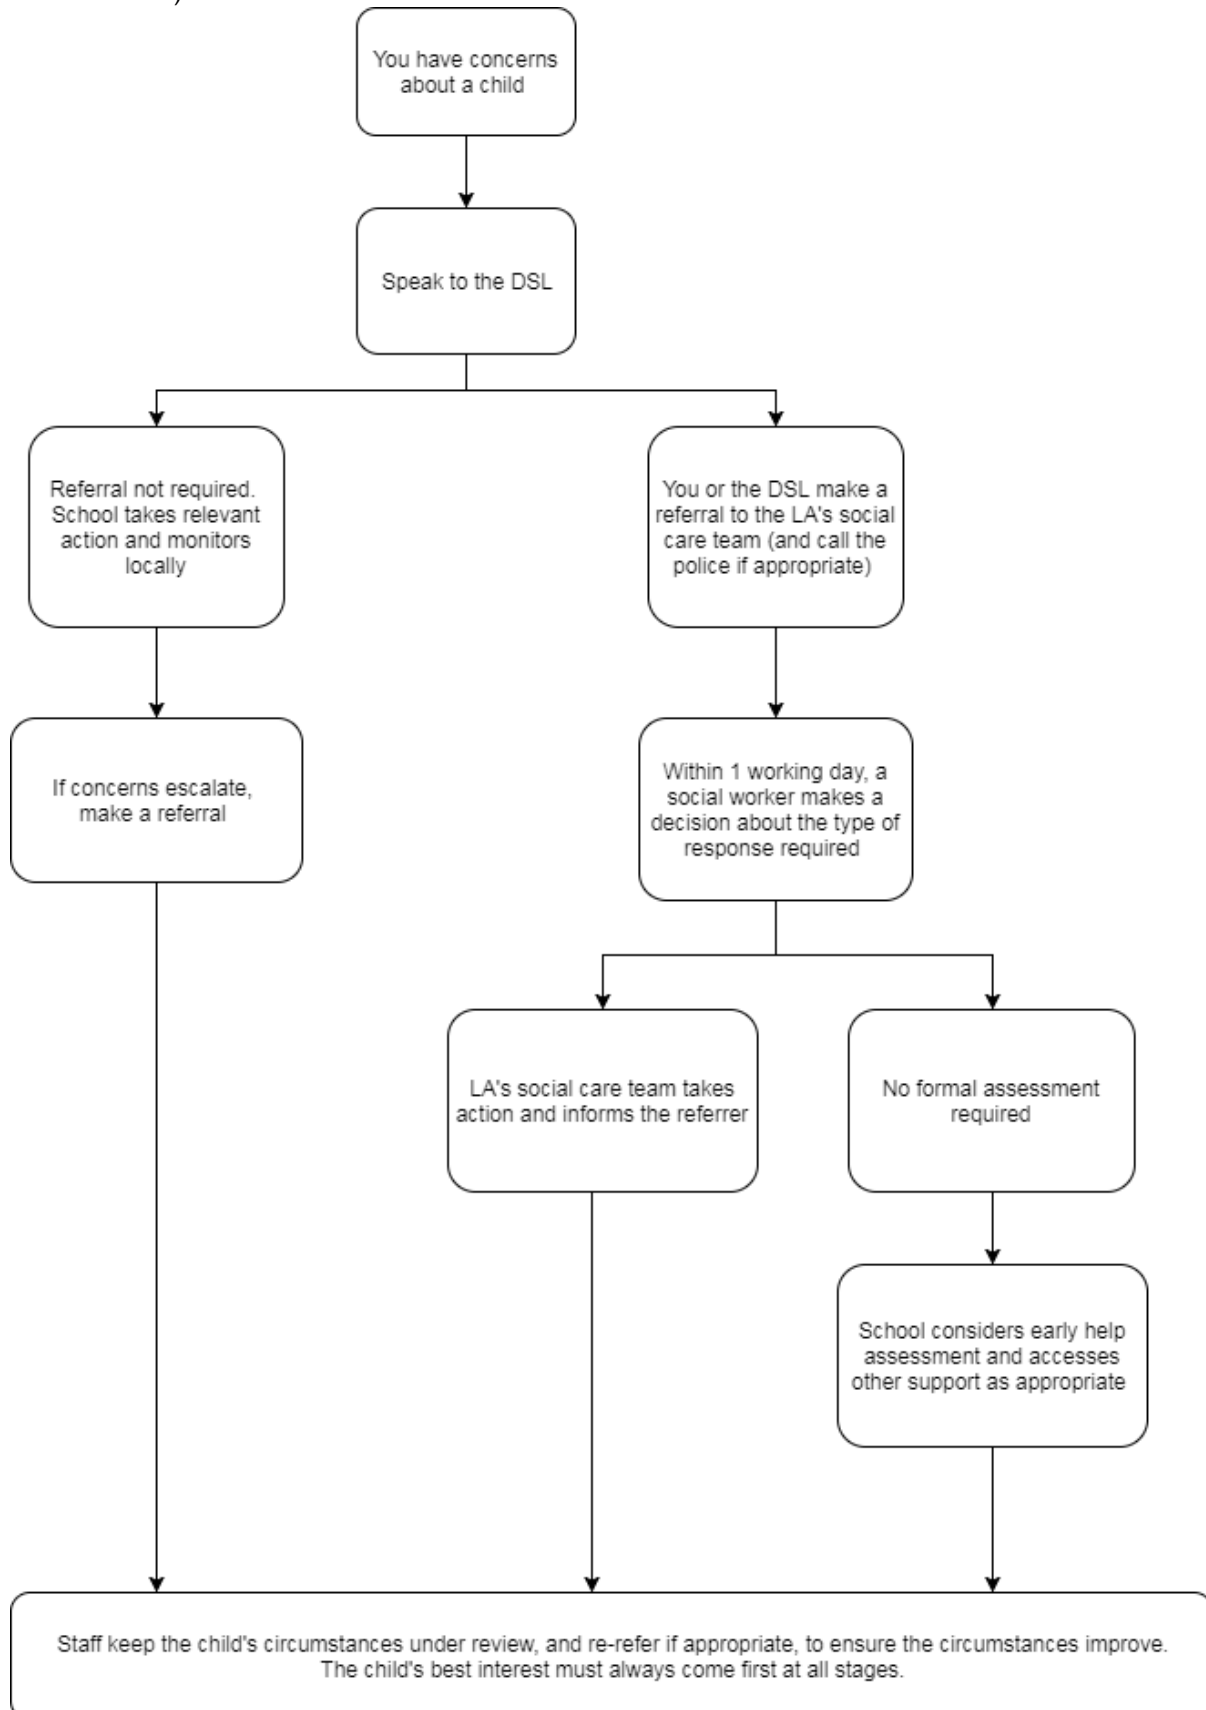 You have concerns
about a child
Speak to the DSL
Referral not required.
School takes relevant
action and monitors
locally
You or the DSL make a
referral to the LA's social
care team (and call the
police if appropriate)
If concerns escalate,
make a referral
Within 1 working day, a
social worker makes a
decision about the type of
response required
LA's social care team takes
action and informs the referrer
No formal assessment
required
School considers early help
assessment and accesses
other support as appropriate
Staff keep the child's circumstances under review, and re-refer if appropriate, to ensure the circumstances improve.
The child's best interest must always come first at all stages.